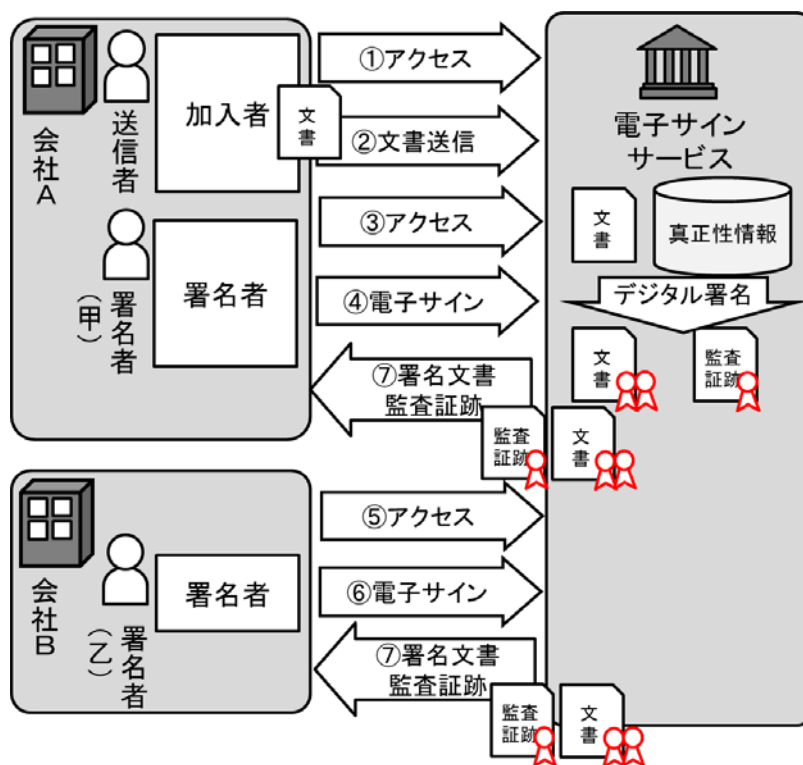 会社A
送信者
加入者
文書
署名者
(甲)
署名者
①アクセス
②文書送信
③アクセス
④電子サイン
⑦署名文書
監査証跡
監査
証跡
文書
電子サイン
サービス
文書
真正性情報
デジタル署名
文書
監査
証跡
会社B
署名者
(乙)
署名者
⑤アクセス
⑥電子サイン
⑦署名文書
監査証跡
監査
証跡
文書